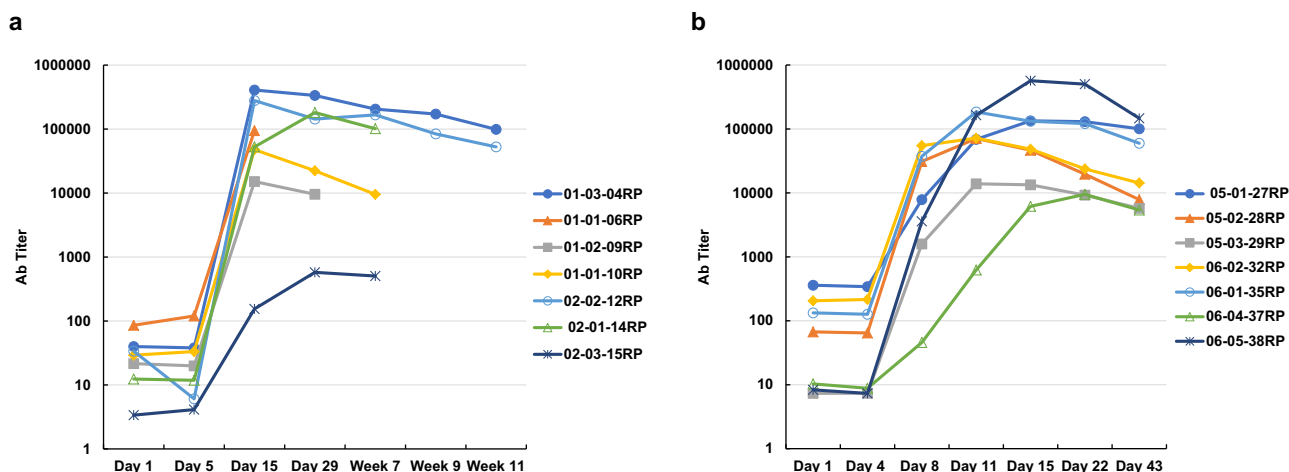 a
Ab Titer
1000000
100000
10000
1000
100
10
1
Day 1 Day 5 Day 15 Day 29 Week 7 Week 9 Week 11
01-03-04RP
01-01-06RP
01-02-09RP
01-01-10RP
02-02-12RP
02-01-14RP
02-03-15RP
b
Ab Titer
1000000
100000
10000
1000
100
10
1
Day 1 Day 4 Day 8 Day 11 Day 15 Day 22 Day 43
05-01-27RP
05-02-28RP
05-03-29RP
06-02-32RP
06-01-35RP
06-04-37RP
06-05-38RP